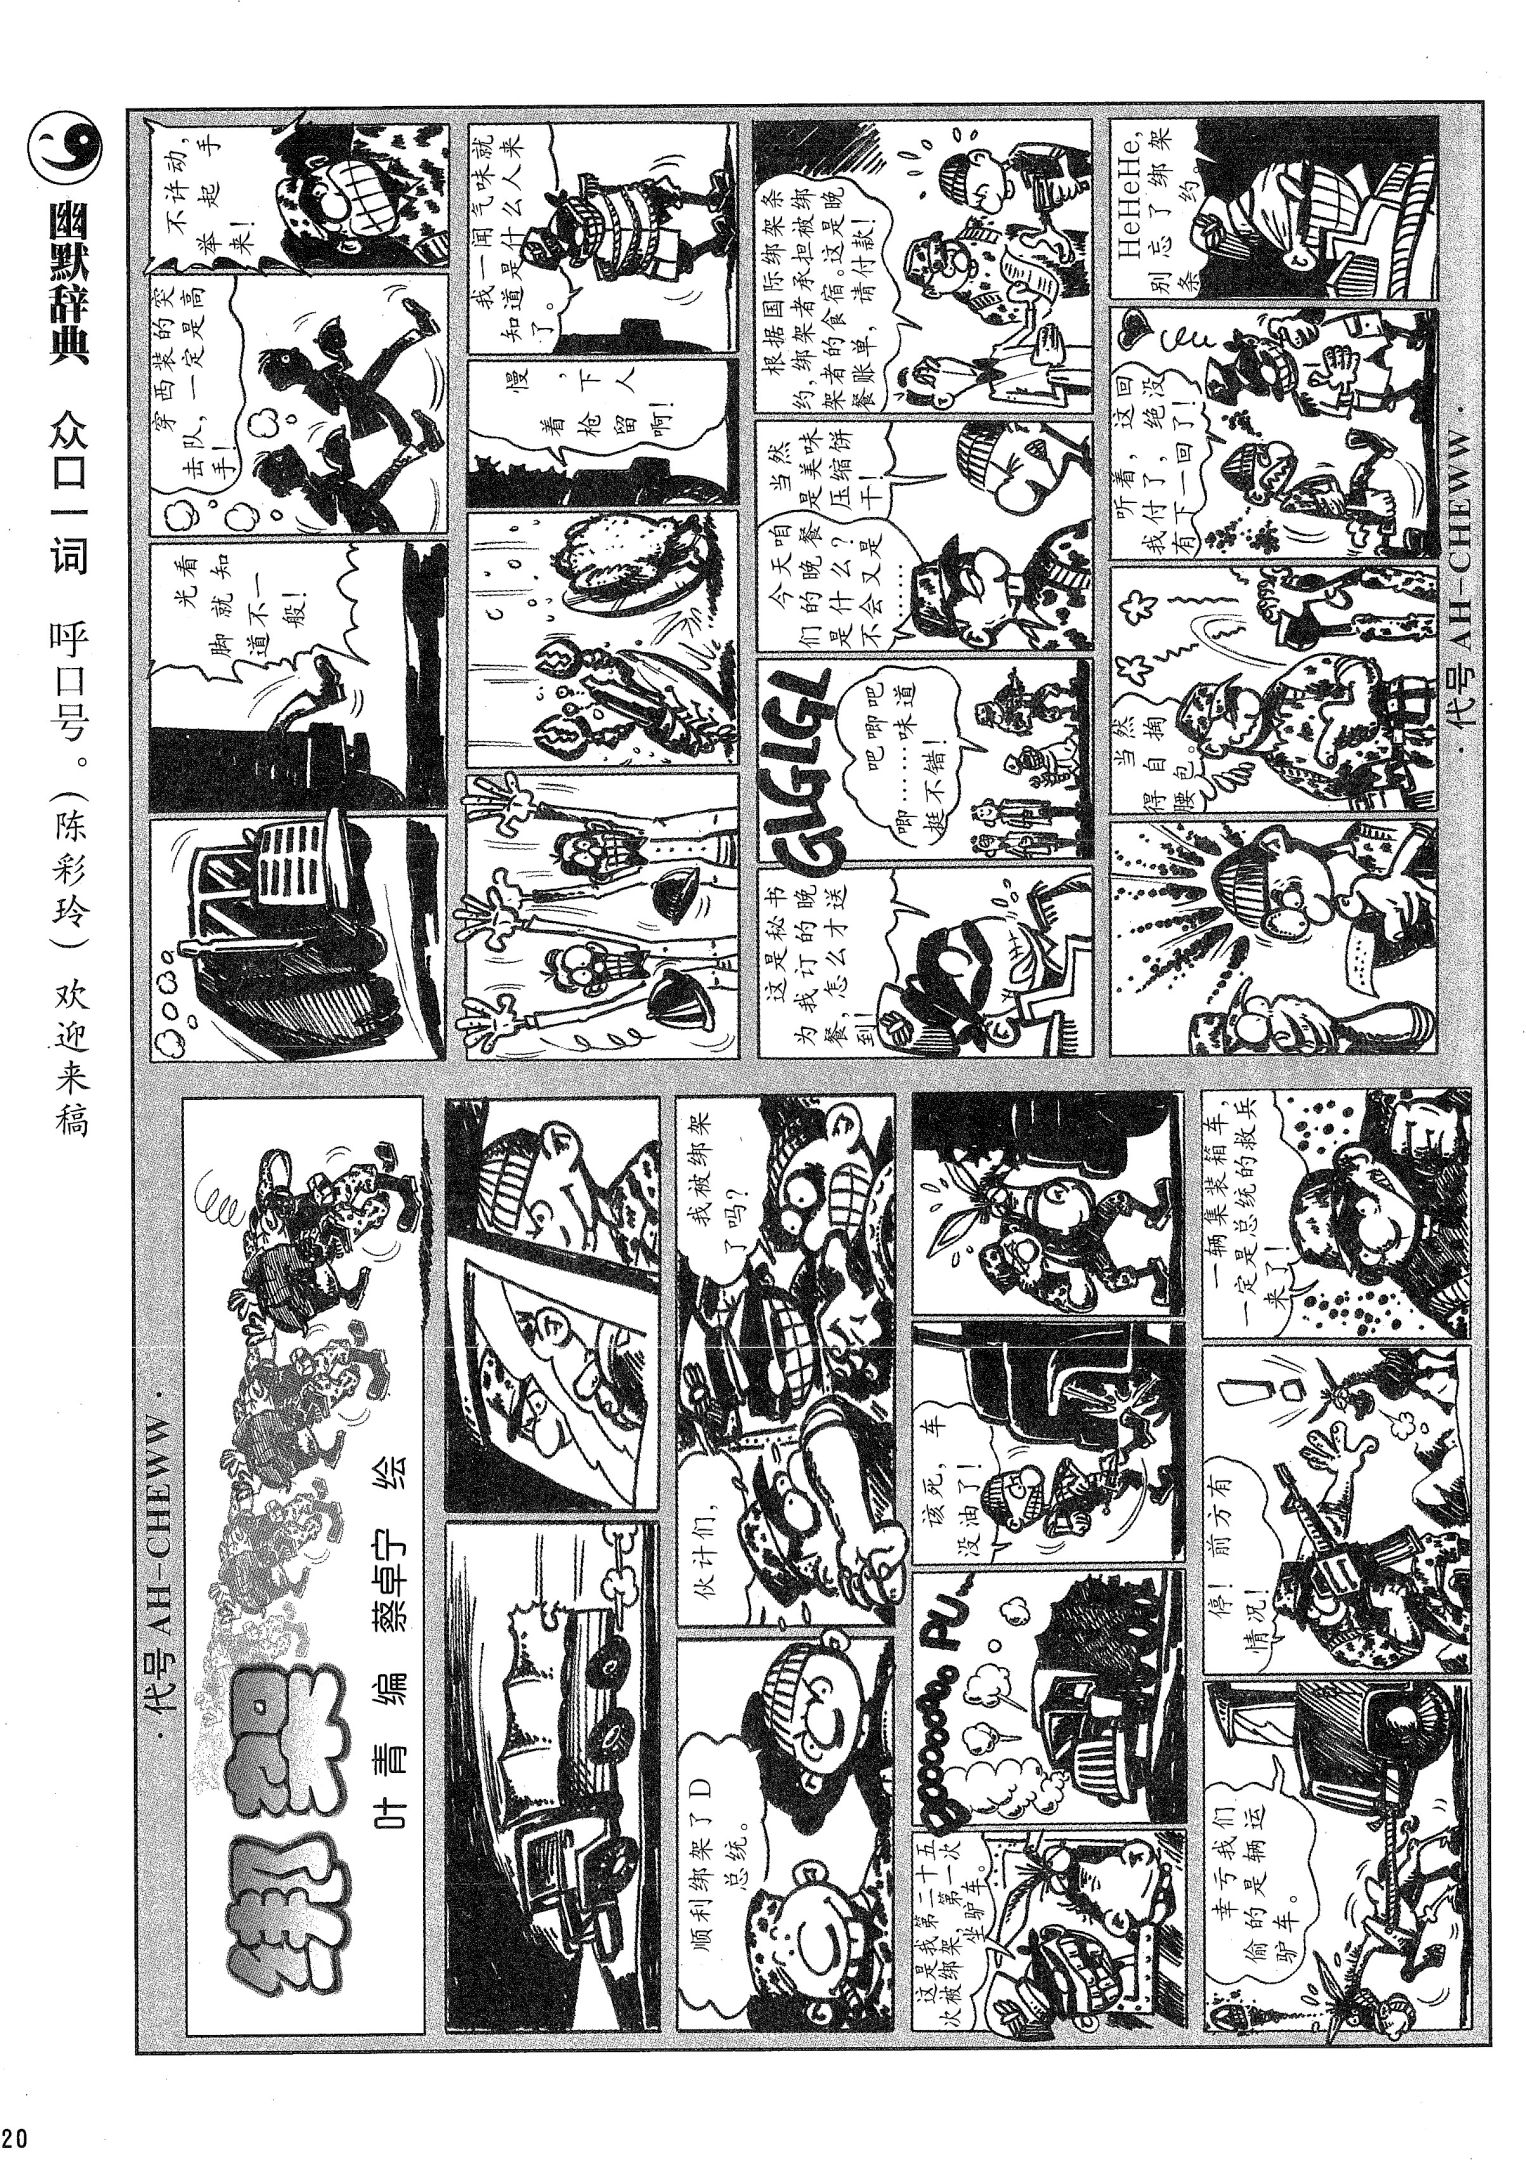 幽默辞典 众口一词 呼口号。(陈彩玲) 欢迎来稿
· 代号 AH-CHEWW ·
绑架
叶 青 编 蔡卓宁 绘
顺利绑架了D
总统。
伙计们,
我被绑架
了吗?
这是我第二十五
次被绑架,第一次
坐驴车。
BOOOOOOO PU
该死, 车
没油了!
幸亏我们
偷的是辆运
驴车。
停! 前方有
情况!
一辆集装箱车,
一定是总统的救兵
来了!
光看
脚就知
道不一
般!
穿西装的突
击队,一定是高
手!
不许动,
举起手
来!
慢
着,下
枪人
留
啊!
我一闻气味就
知道是什么人来
了。
这是秘书
为我订的晚
餐,怎么才送
到!
GLGLGL
吧唧吧
唧……味道
挺不错!
今天咱
们的晚餐
是什么?
不会又是
……
当然
是美味
压缩饼
干!
根据国际绑架条
约,绑架者承担被绑
架者的食宿。这是晚
餐账单,请付款!
当然
得自掏
腰包。
听着,这回
我付了,绝没
有下一回了!
HeHeHe,
别忘了绑架
条约。
· 代号 AH-CHEWW ·
20